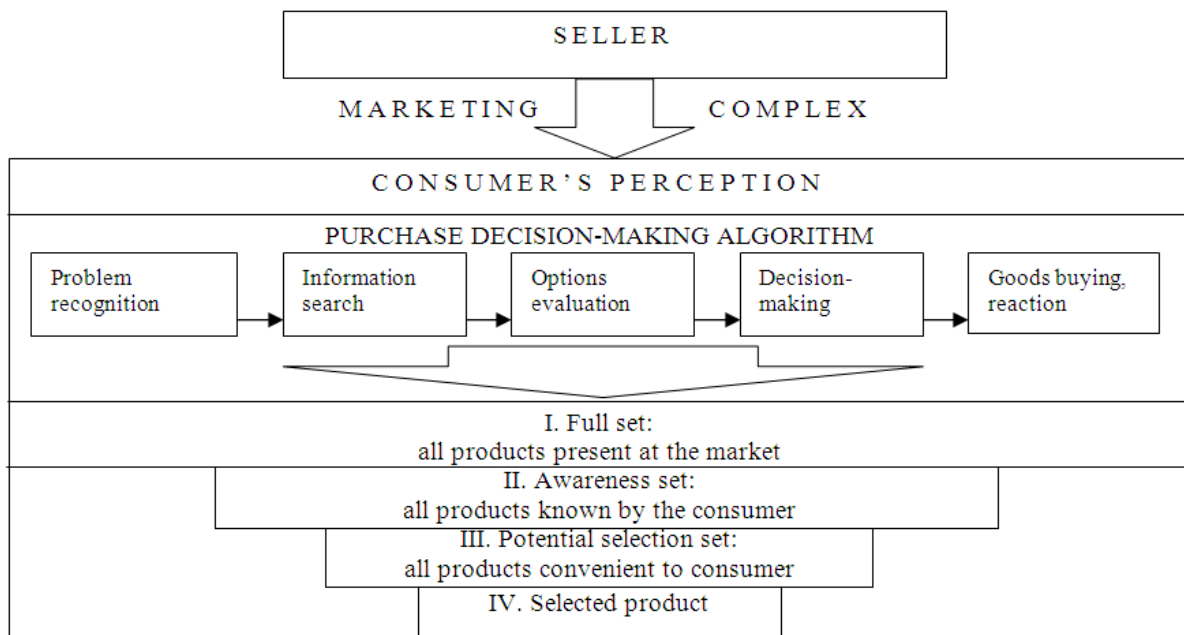 SELLER
MARKETING COMPLEX
CONSUMER'S PERCEPTION
PURCHASE DECISION-MAKING ALGORITHM
Problem
recognition
Information
search
Options
evaluation
Decision-
making
Goods buying,
reaction
I. Full set:
all products present at the market
II. Awareness set:
all products known by the consumer
III. Potential selection set:
all products convenient to consumer
IV. Selected product